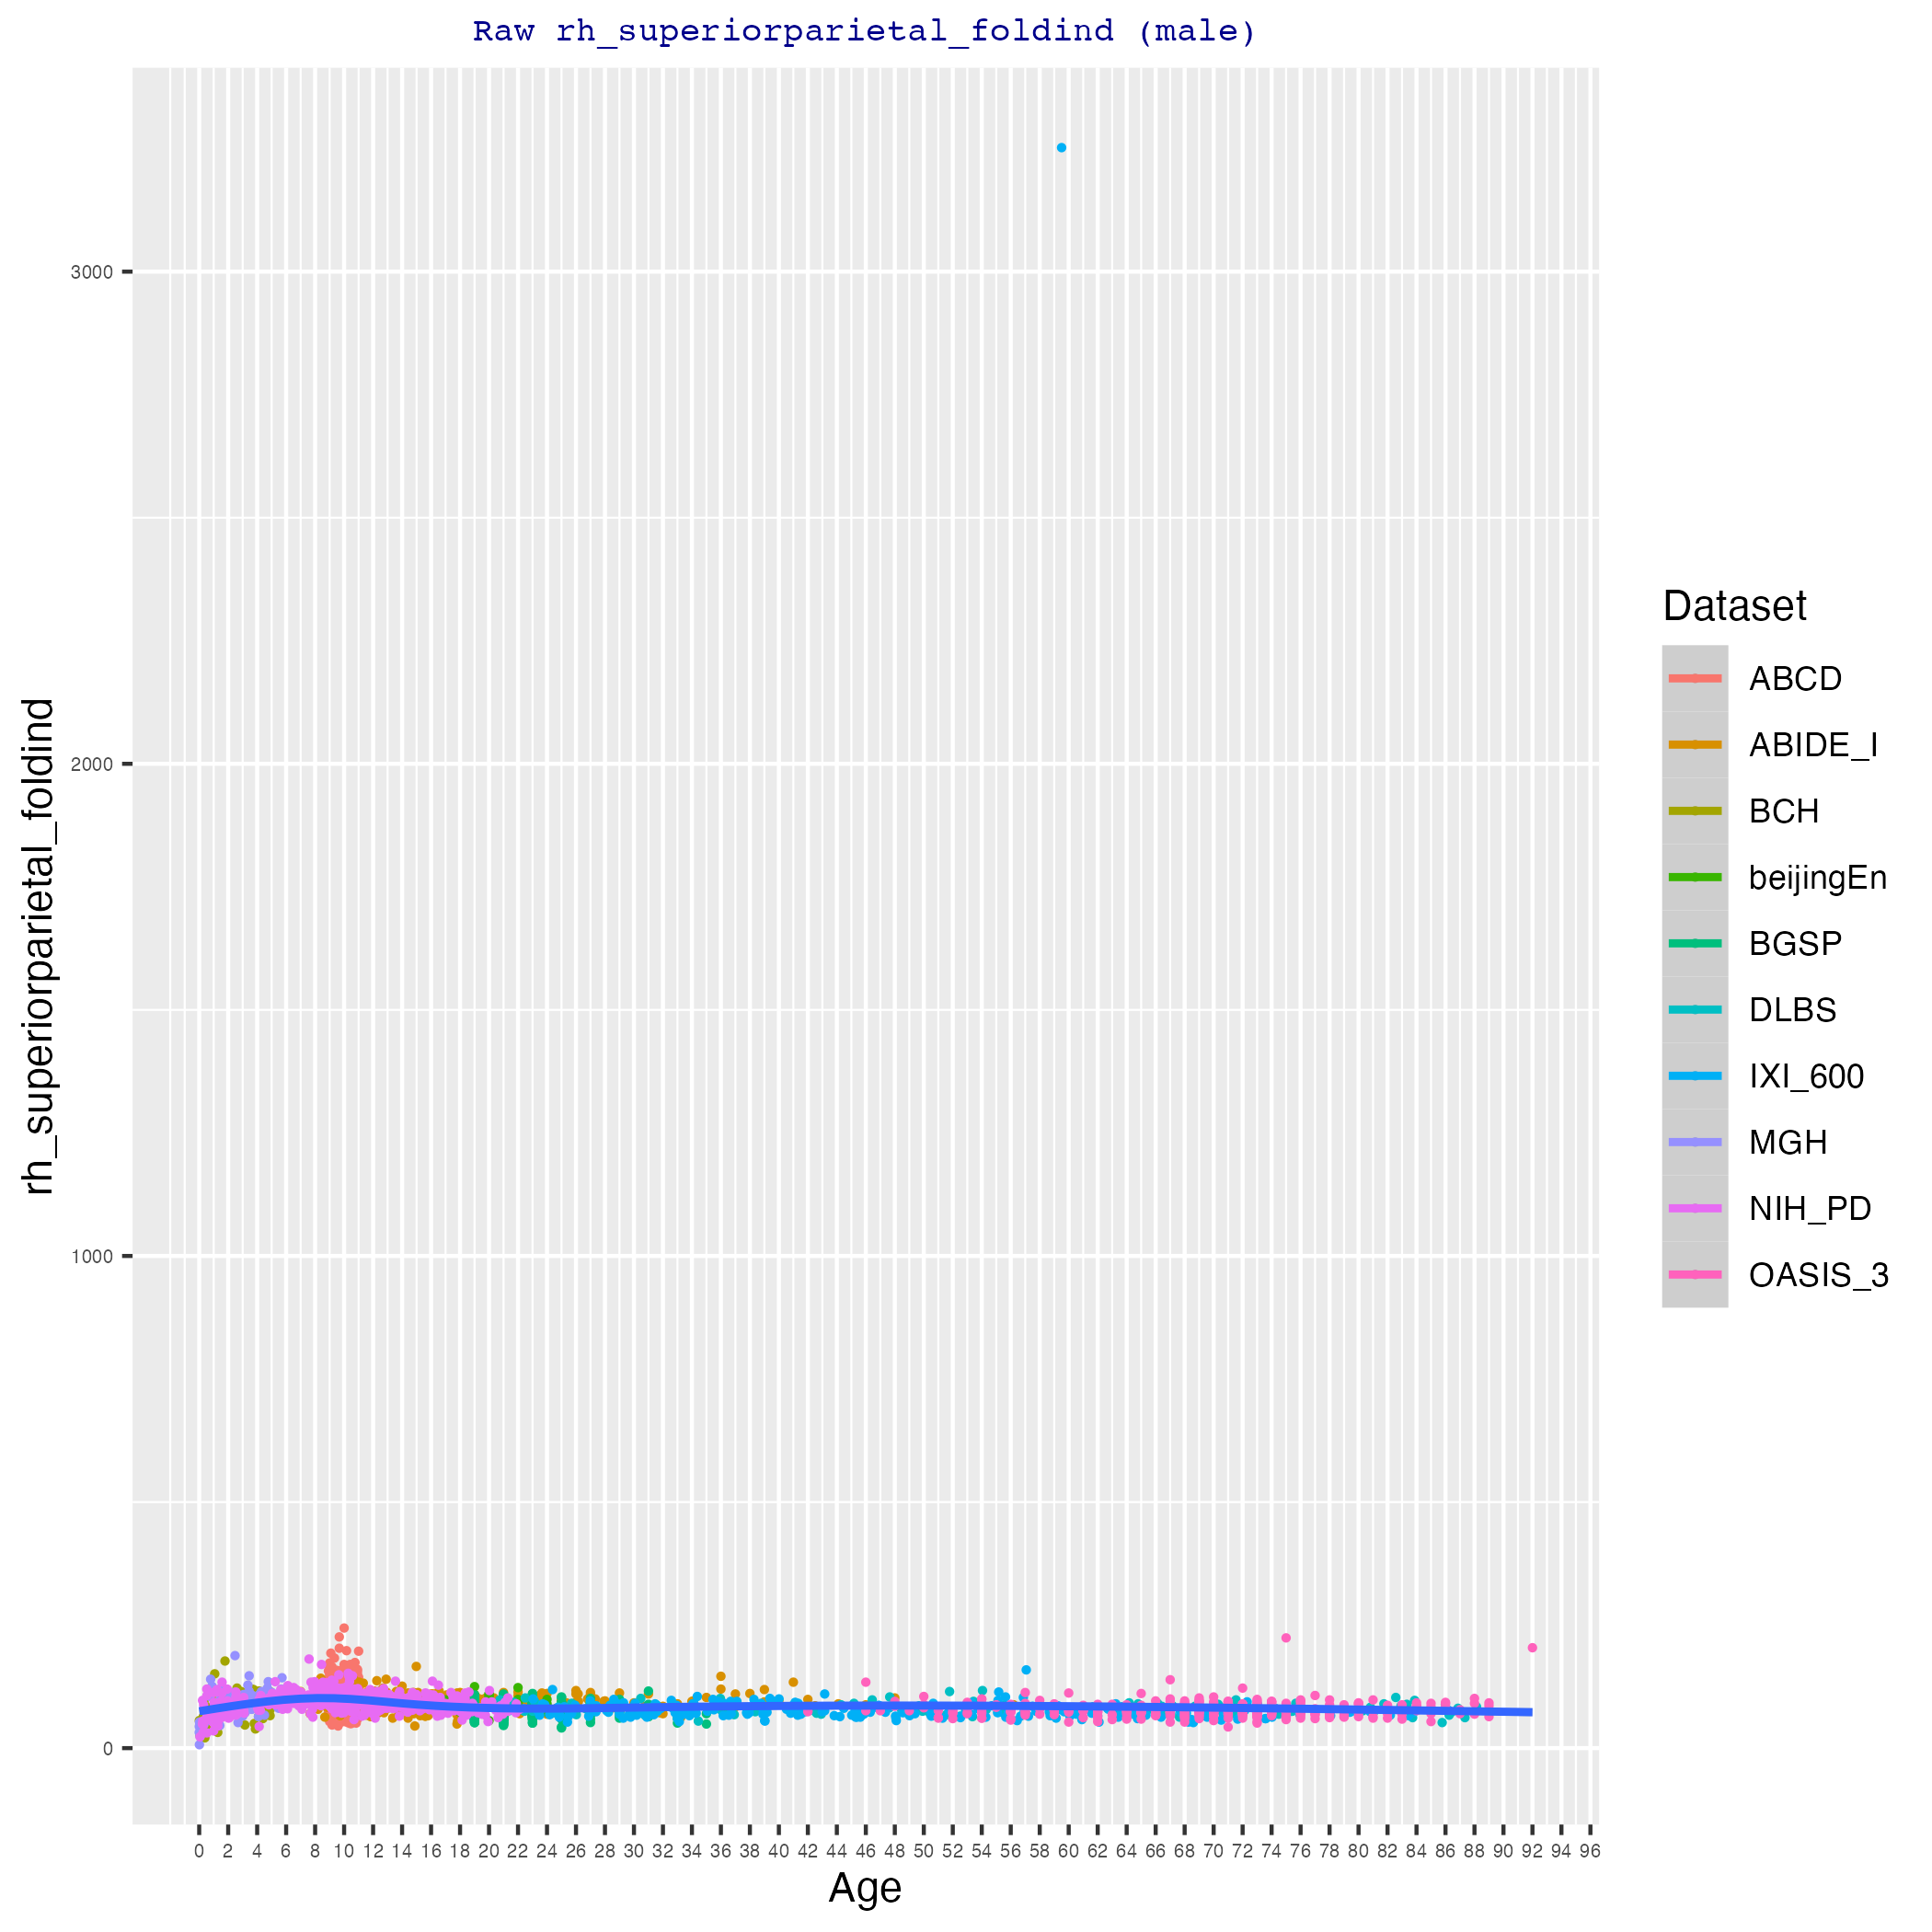 Raw rh_superiorparietal_foldind (male)
rh_superiorparietal_foldind
3000
2000
1000
0
0 2 4 6 8 10 12 14 16 18 20 22 24 26 28 30 32 34 36 38 40 42 44 46 48 50 52 54 56 58 60 62 64 66 68 70 72 74 76 78 80 82 84 86 88 90 92 94 96
Age
Dataset
ABCD
ABIDE_I
BCH
beijingEn
BGSP
DLBS
IXI_600
MGH
NIH_PD
OASIS_3